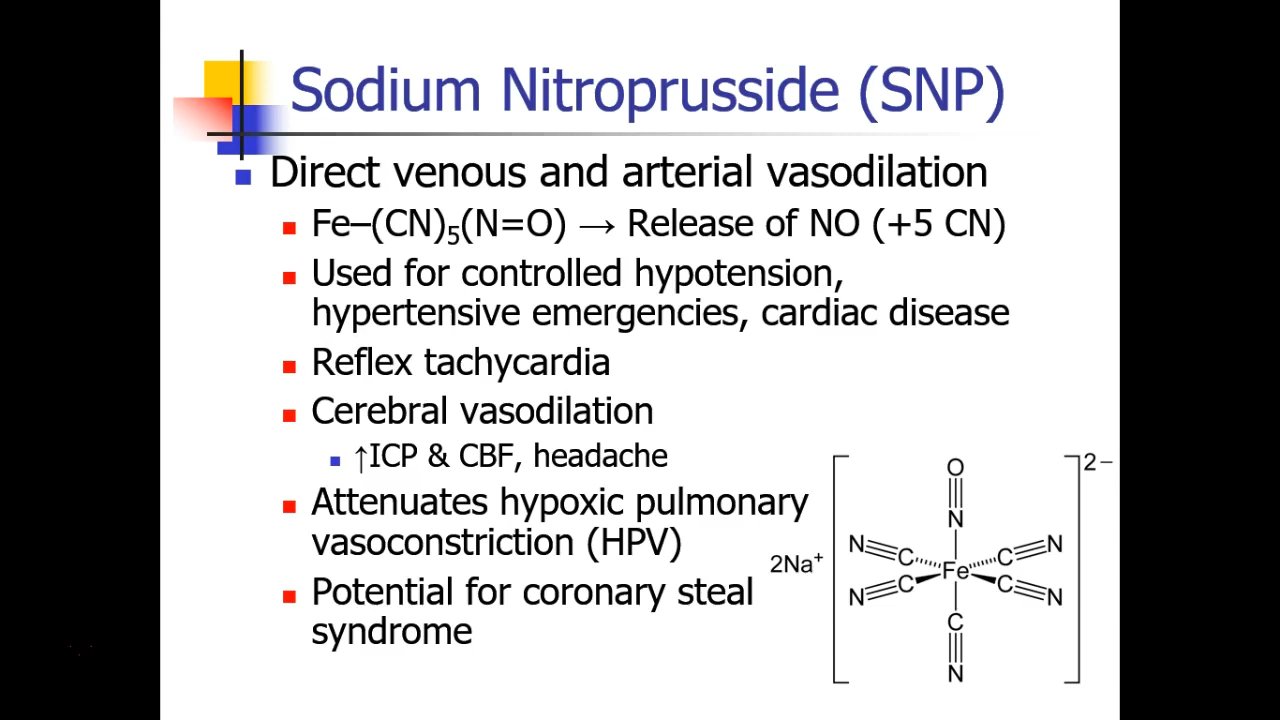 Sodium Nitroprusside (SNP)
Direct venous and arterial vasodilation
Fe–(CN)₅(N=O) → Release of NO (+5 CN)
Used for controlled hypotension,
hypertensive emergencies, cardiac disease
Reflex tachycardia
Cerebral vasodilation
↑ICP & CBF, headache
Attenuates hypoxic pulmonary
vasoconstriction (HPV)
Potential for coronary steal
syndrome
2–
O
N
N C C N
2Na⁺ Fe
N C C N
C
N